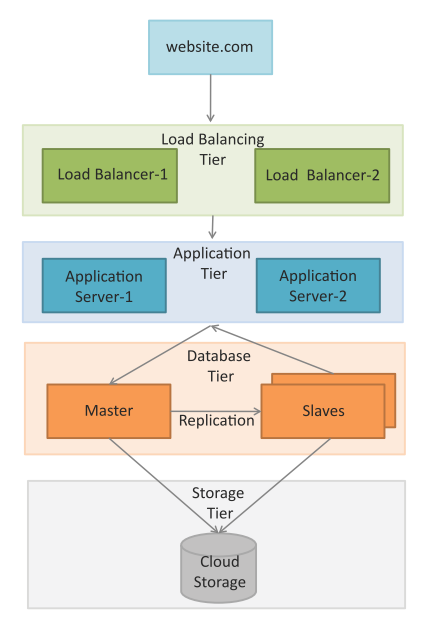 website.com
Load Balancing
Tier
Load Balancer-1
Load  Balancer-2
Application
Tier
Application
Server-1
Application
Server-2
Database
Tier
Master
Replication
Slaves
Storage
Tier
Cloud
Storage